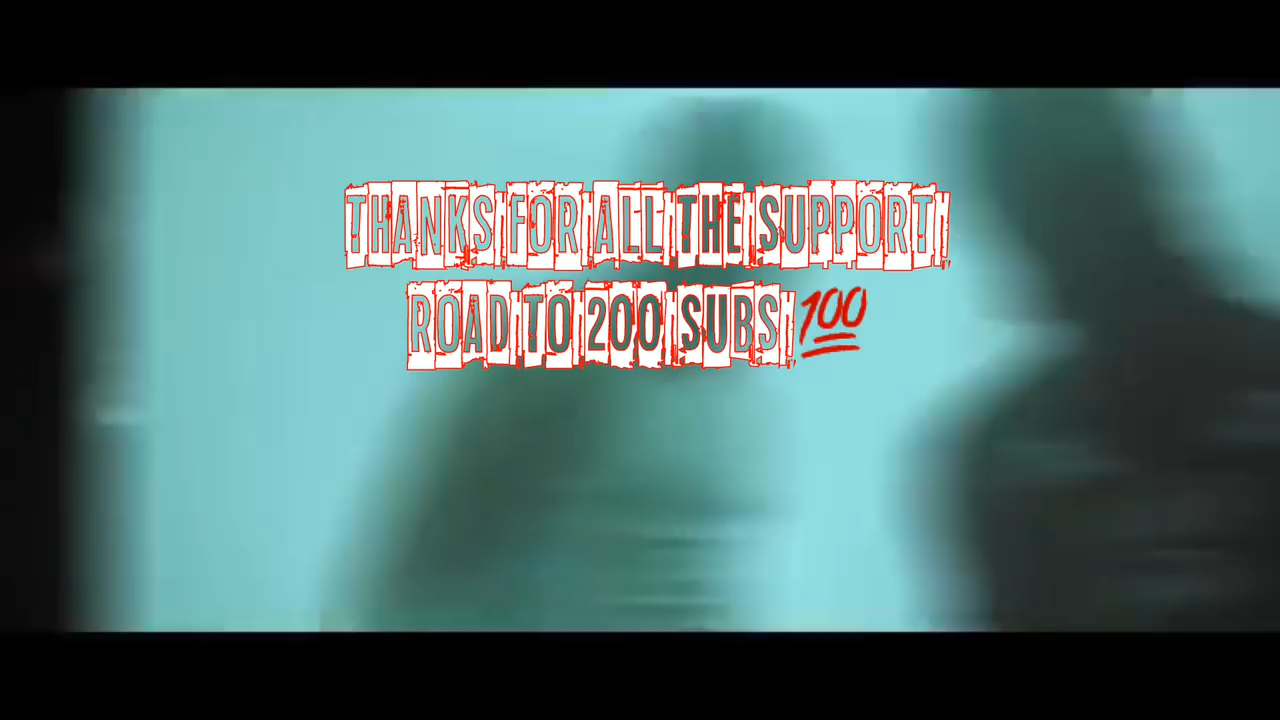 THANKS FOR ALL THE SUPPORT
ROAD TO 200 SUBS 💯